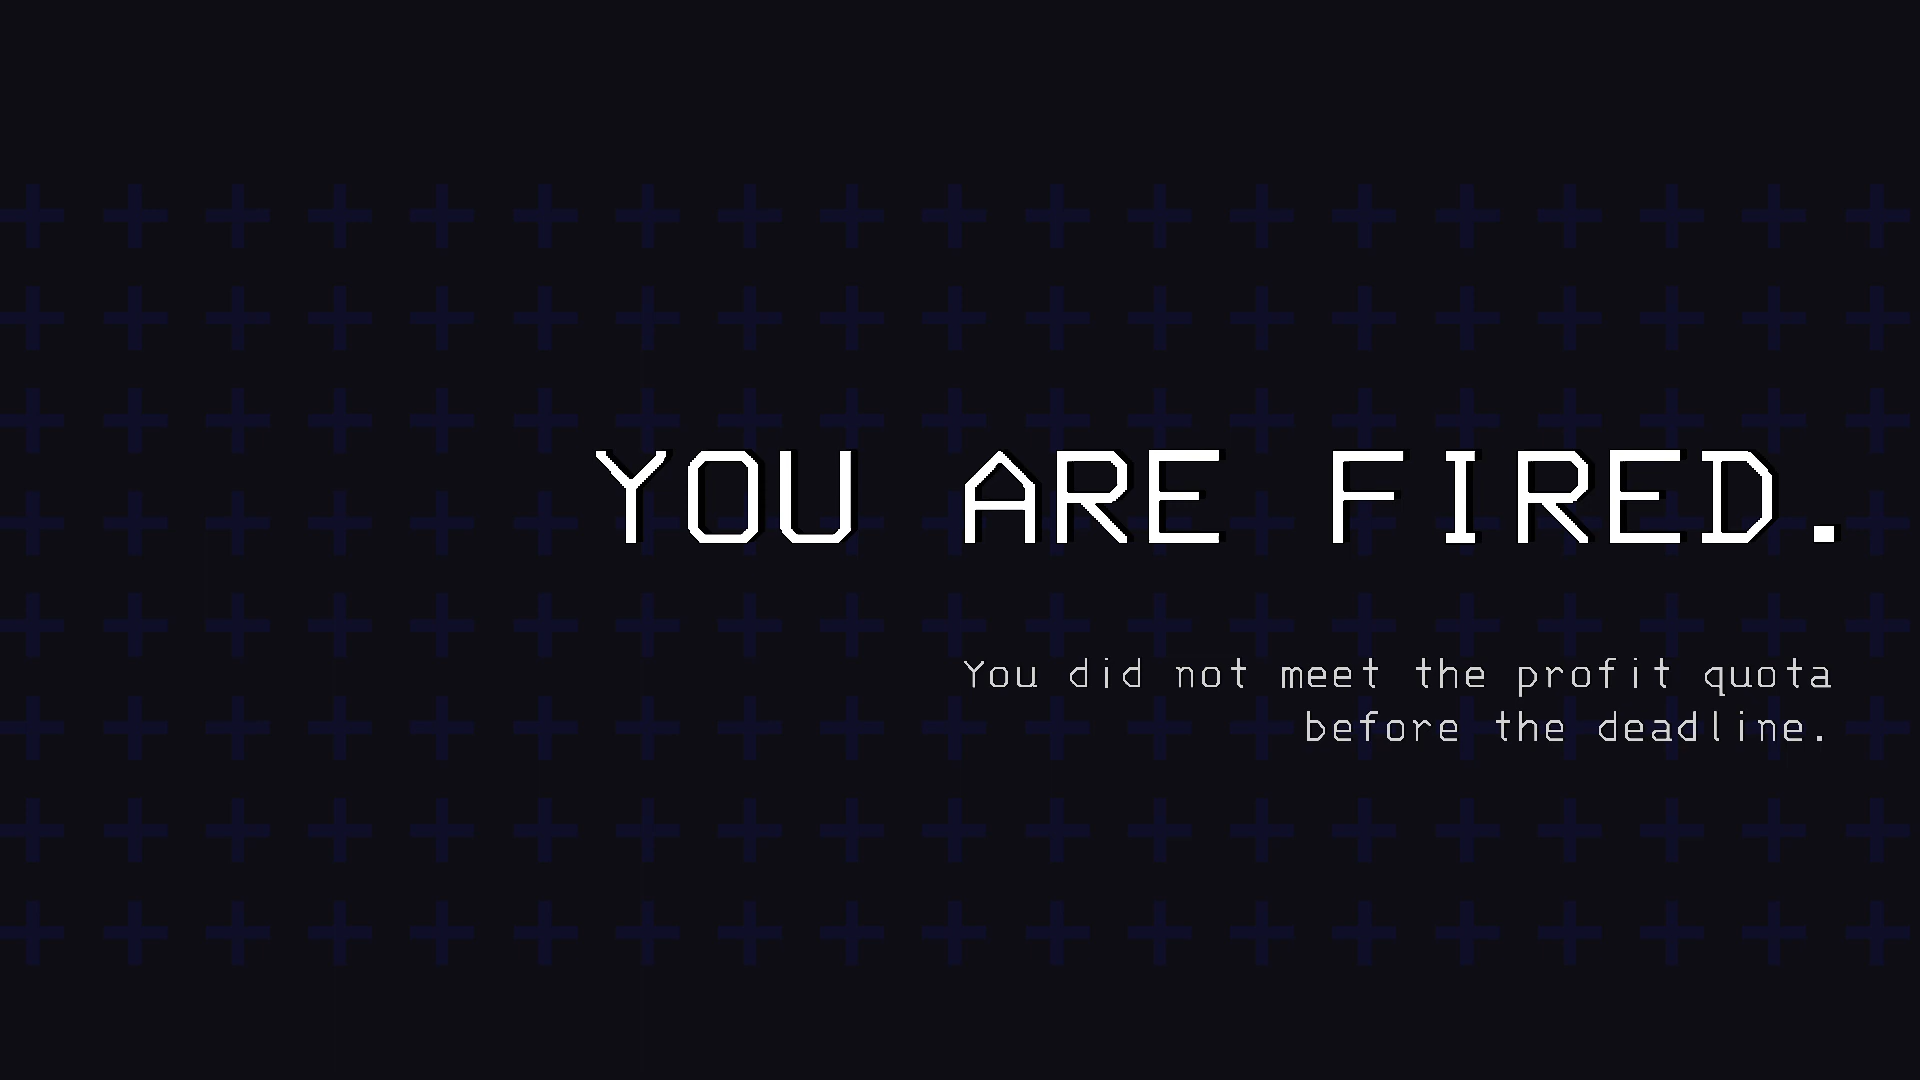 YOU ARE FIRED.
You did not meet the profit quota
before the deadline.